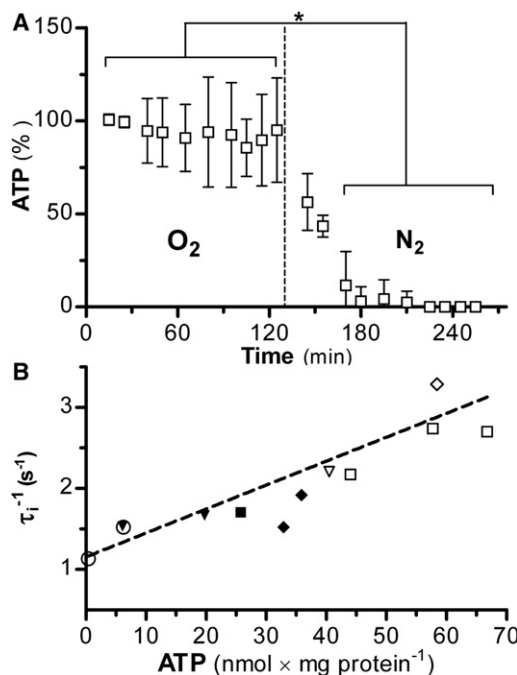 A
*
150
100
50
0
ATP (%)
O₂
N₂
0 60 120 180 240
Time (min)
B
3
2
1
τᵢ⁻¹ (s⁻¹)
0 10 20 30 40 50 60 70
ATP (nmol × mg protein⁻¹)